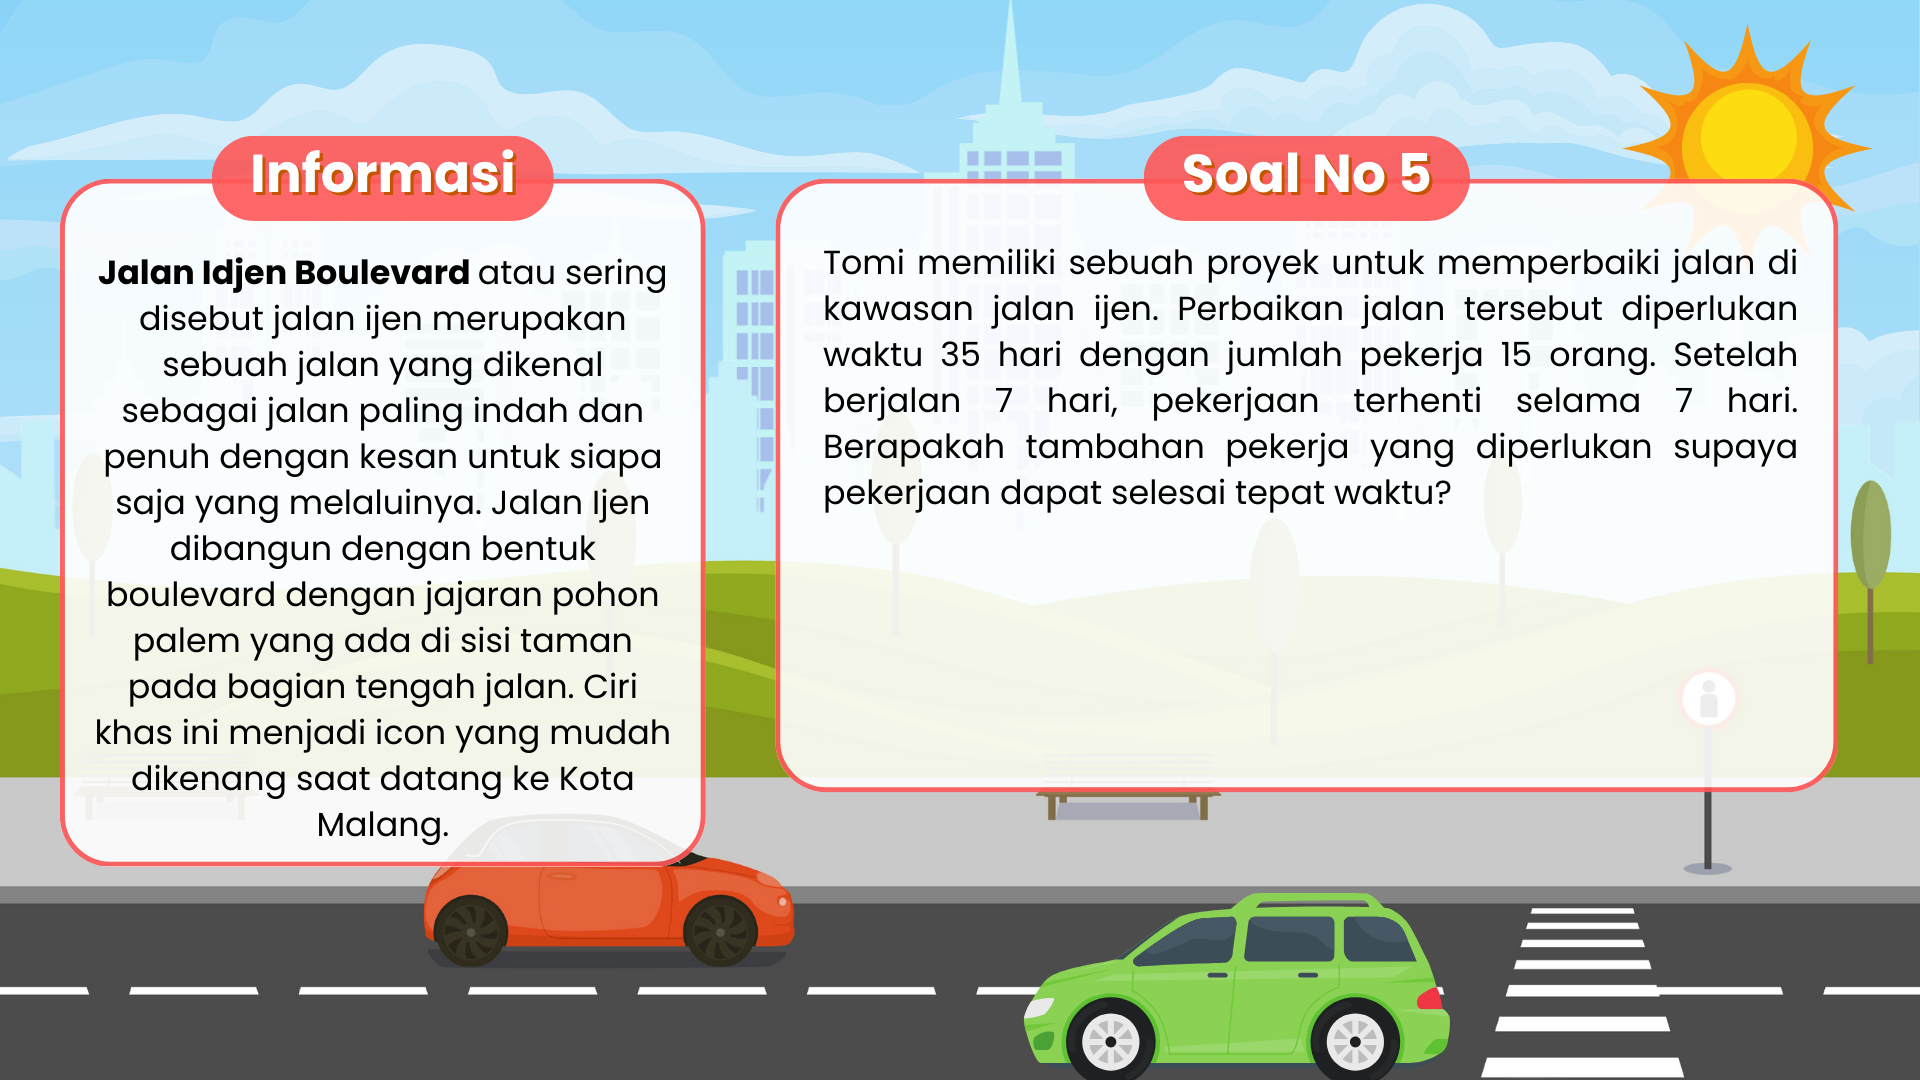 Informasi
Jalan Idjen Boulevard atau sering
disebut jalan ijen merupakan
sebuah jalan yang dikenal
sebagai jalan paling indah dan
penuh dengan kesan untuk siapa
saja yang melaluinya. Jalan Ijen
dibangun dengan bentuk
boulevard dengan jajaran pohon
palem yang ada di sisi taman
pada bagian tengah jalan. Ciri
khas ini menjadi icon yang mudah
dikenang saat datang ke Kota
Malang.
Soal No 5
Tomi memiliki sebuah proyek untuk memperbaiki jalan di
kawasan jalan ijen. Perbaikan jalan tersebut diperlukan
waktu 35 hari dengan jumlah pekerja 15 orang. Setelah
berjalan 7 hari, pekerjaan terhenti selama 7 hari.
Berapakah tambahan pekerja yang diperlukan supaya
pekerjaan dapat selesai tepat waktu?